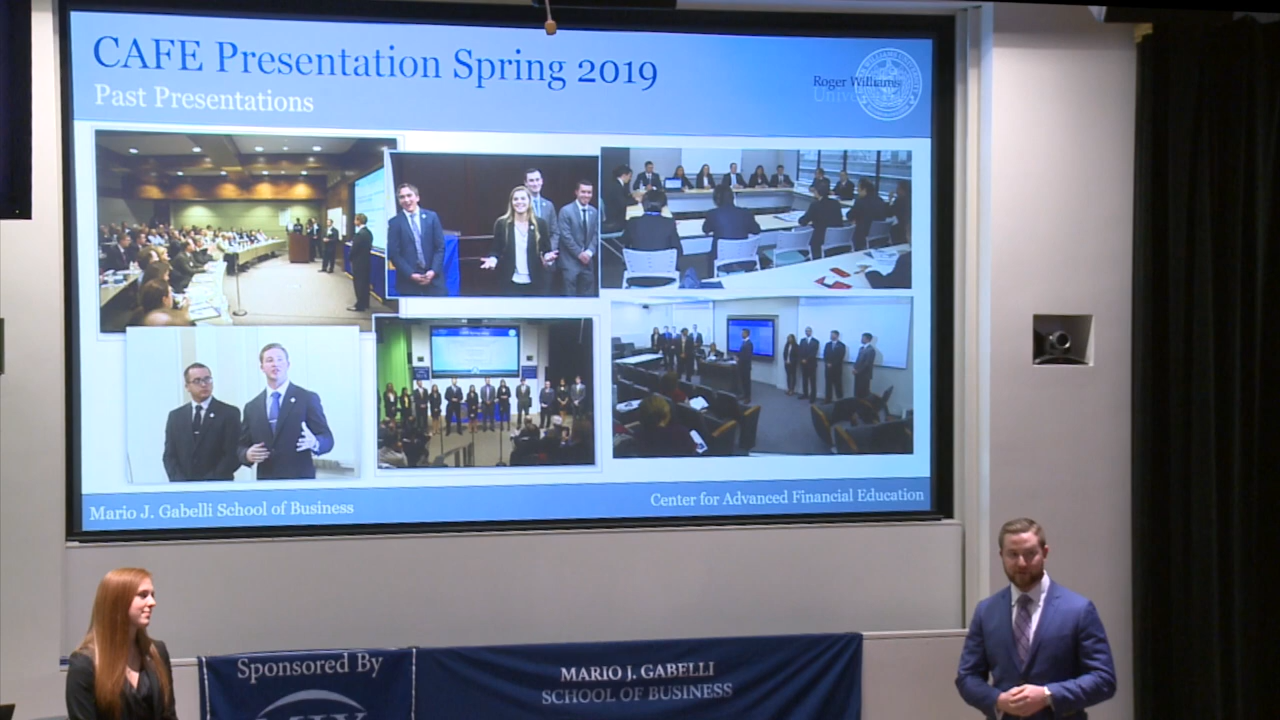 CAFE Presentation Spring 2019
Past Presentations
Roger Williams
University
Mario J. Gabelli School of Business
Center for Advanced Financial Education
Sponsored By
MARIO J. GABELLI
SCHOOL OF BUSINESS